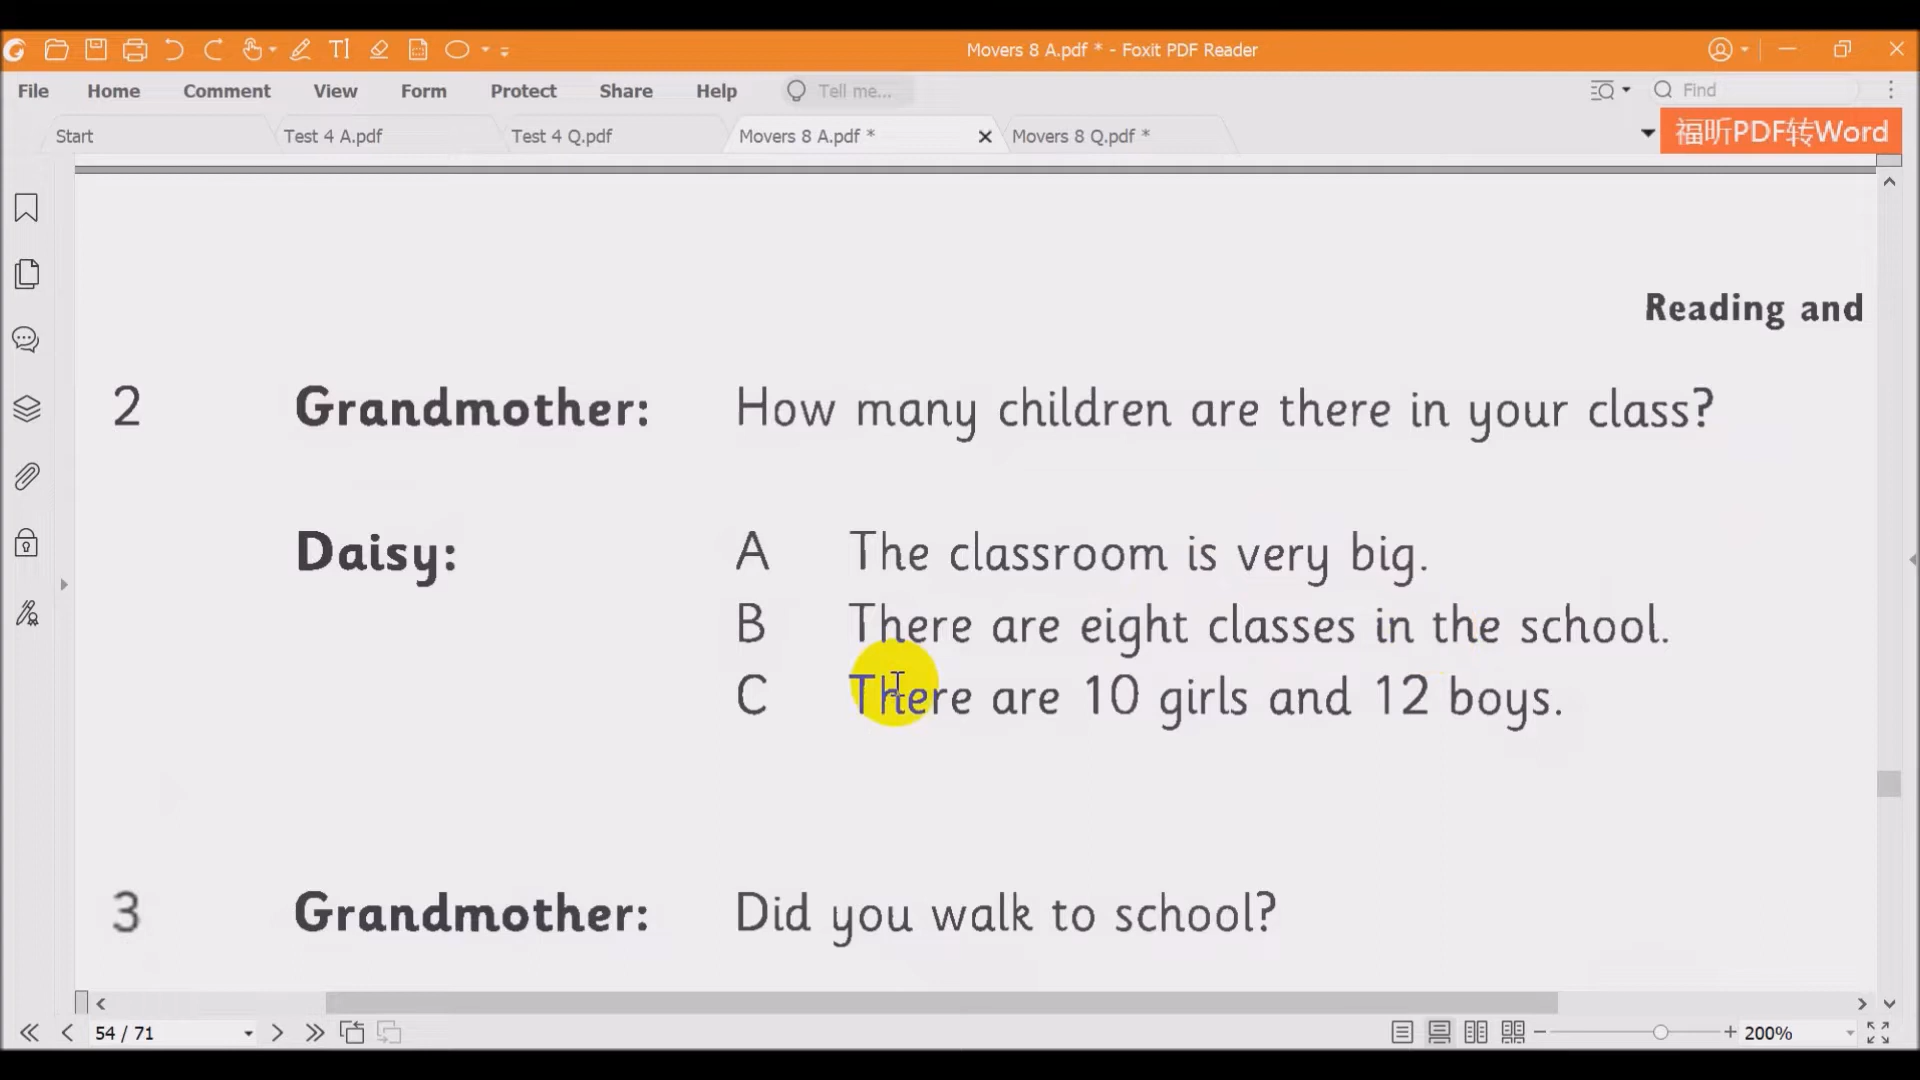 Movers 8 A.pdf * - Foxit PDF Reader
File Home Comment View Form Protect Share Help Tell me... Find
Start Test 4 A.pdf Test 4 Q.pdf Movers 8 A.pdf * Movers 8 Q.pdf * 福昕PDF转Word
Reading and
2 Grandmother: How many children are there in your class?
Daisy: A The classroom is very big.
B There are eight classes in the school.
C There are 10 girls and 12 boys.
3 Grandmother: Did you walk to school?
54 / 71 200%